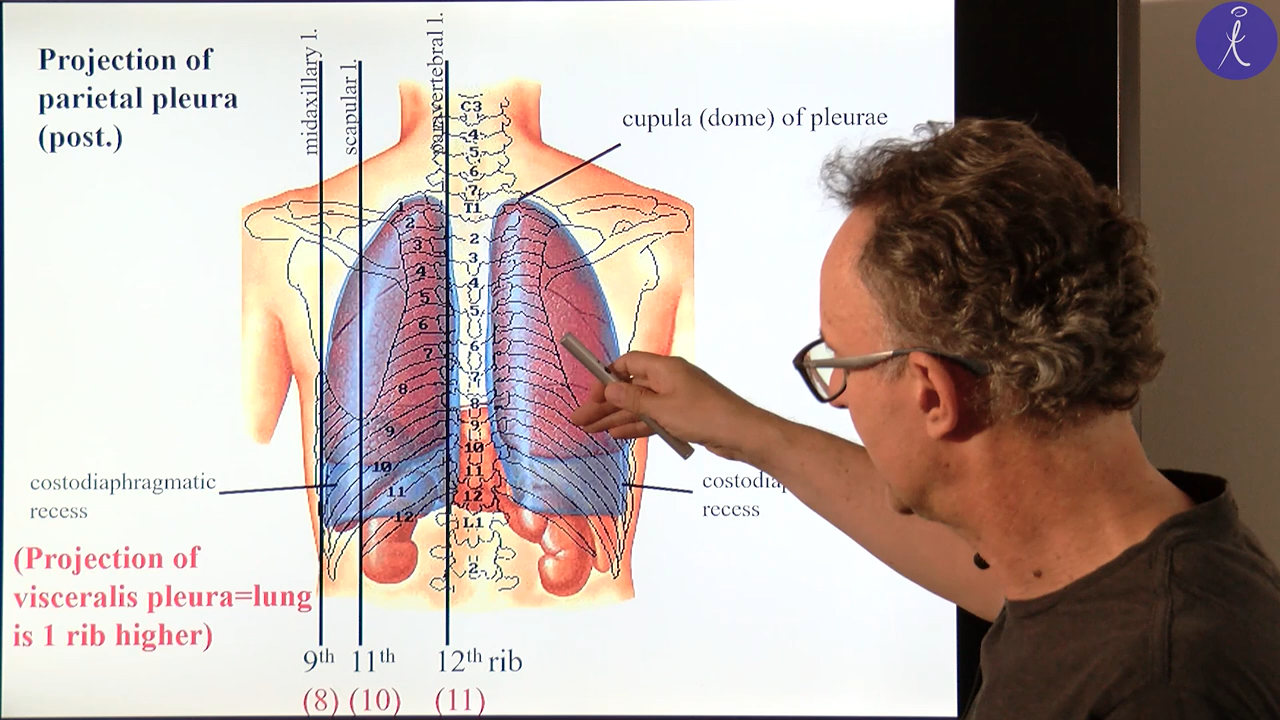 Projection of
parietal pleura
(post.)
midaxillary l.
scapular l.
paravertebral l.
cupula (dome) of pleurae
C3
4
5
6
7
T1
2
3
4
5
6
7
8
9
10
11
12
L1
2
1
2
3
4
5
6
7
8
9
10
11
12
costodiaphragmatic
recess
recess
(Projection of
visceralis pleura=lung
is 1 rib higher)
9th 11th 12th rib
(8) (10) (11)